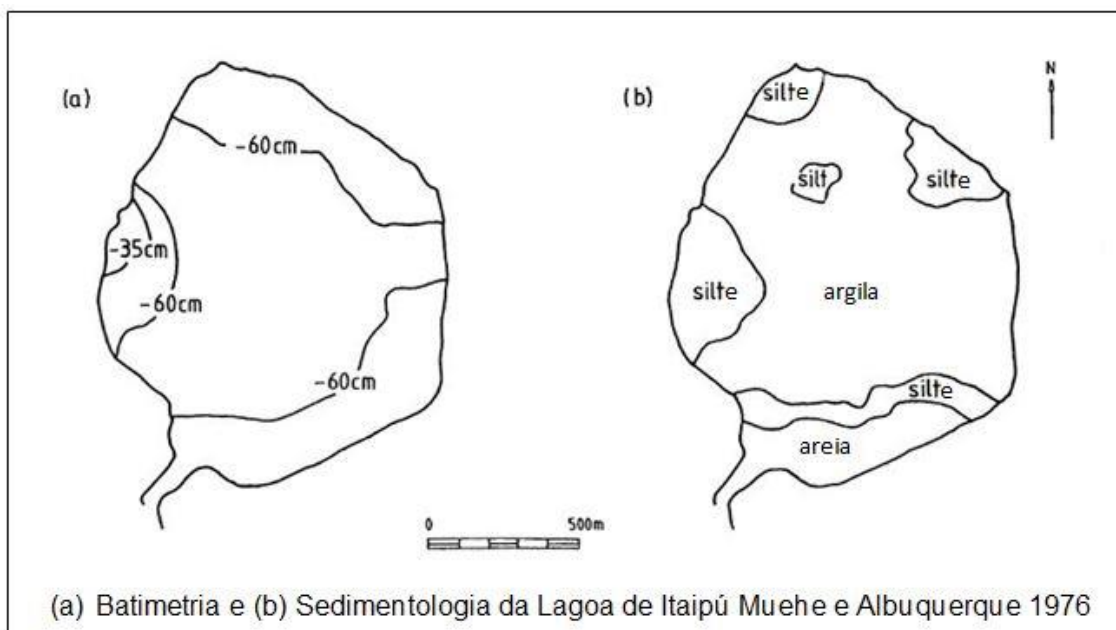 (a)
-60cm
-35cm
-60cm
-60cm
(b)
N
silte
silt
silte
silte
argila
silte
areia
0 500m
(a) Batimetria e (b) Sedimentologia da Lagoa de Itaipú Muehe e Albuquerque 1976